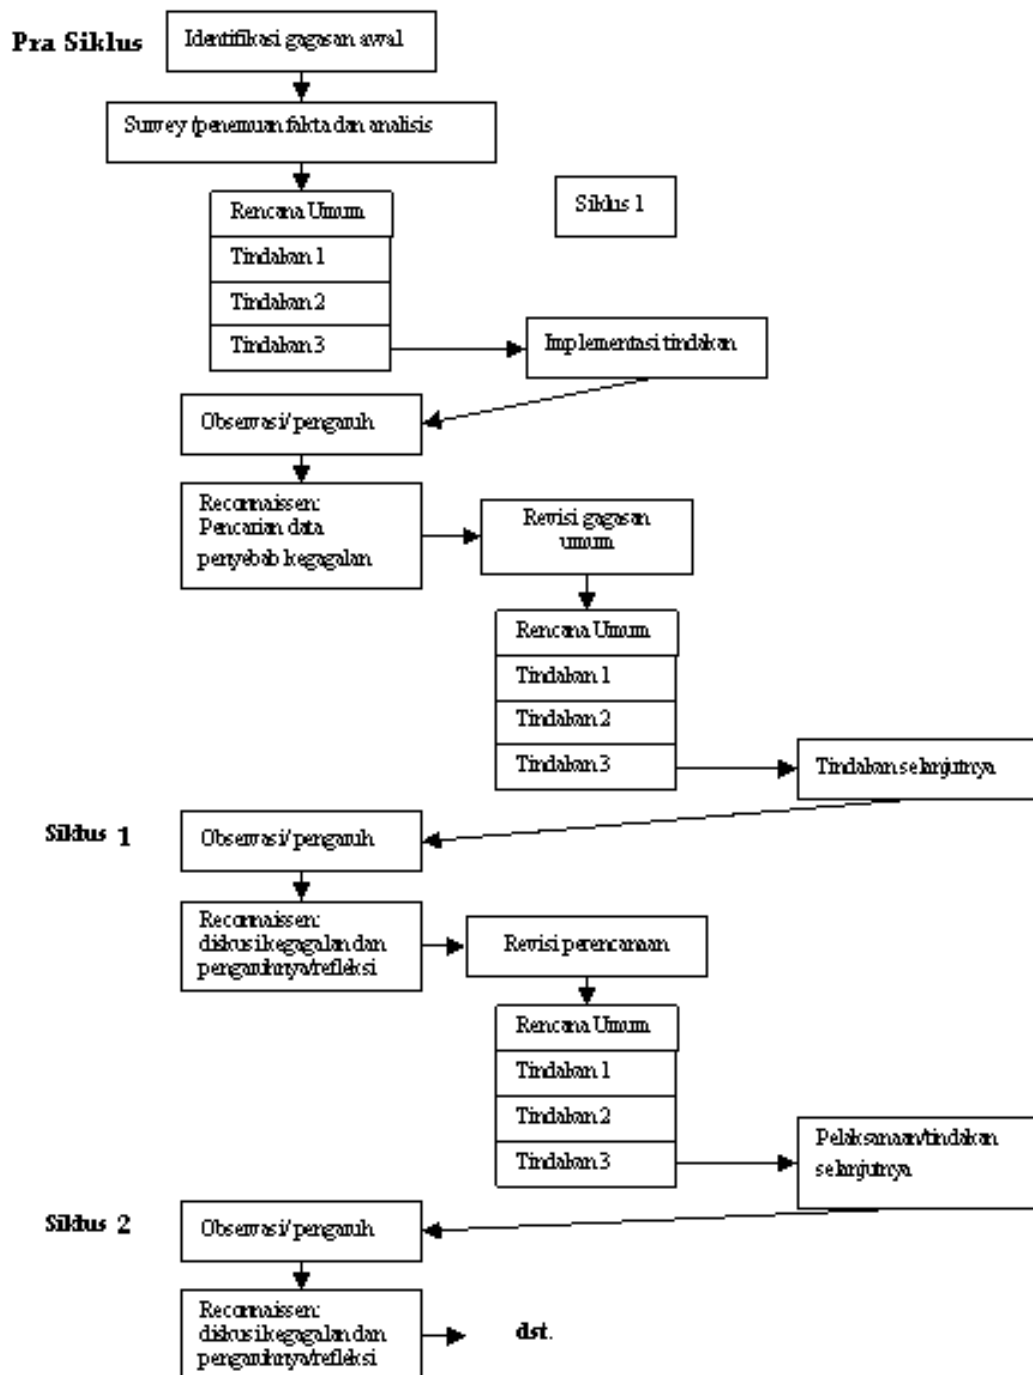 Pra Siklus
Identifikasi gagasan awal
Survey /penemuan fakta dan analisis
Rencana Umum
Siklus 1
Tindakan 1
Tindakan 2
Tindakan 3
Implementasi tindakan
Observasi/ pengaruh
Reconnaissen:
Pencarian data
penyebab kegagalan
Revisi gagasan
umum
Rencana Umum
Tindakan 1
Tindakan 2
Tindakan 3
Tindakan selanjutnya
Siklus 1
Observasi/ pengaruh
Reconnaissen:
diskusi kegagalan dan
pengaruhnya/refleksi
Revisi perencanaan
Rencana Umum
Tindakan 1
Tindakan 2
Tindakan 3
Pelaksanaan/tindakan
selanjutnya
Siklus 2
Observasi/ pengaruh
Reconnaissen:
diskusi kegagalan dan
pengaruhnya/refleksi
dst.